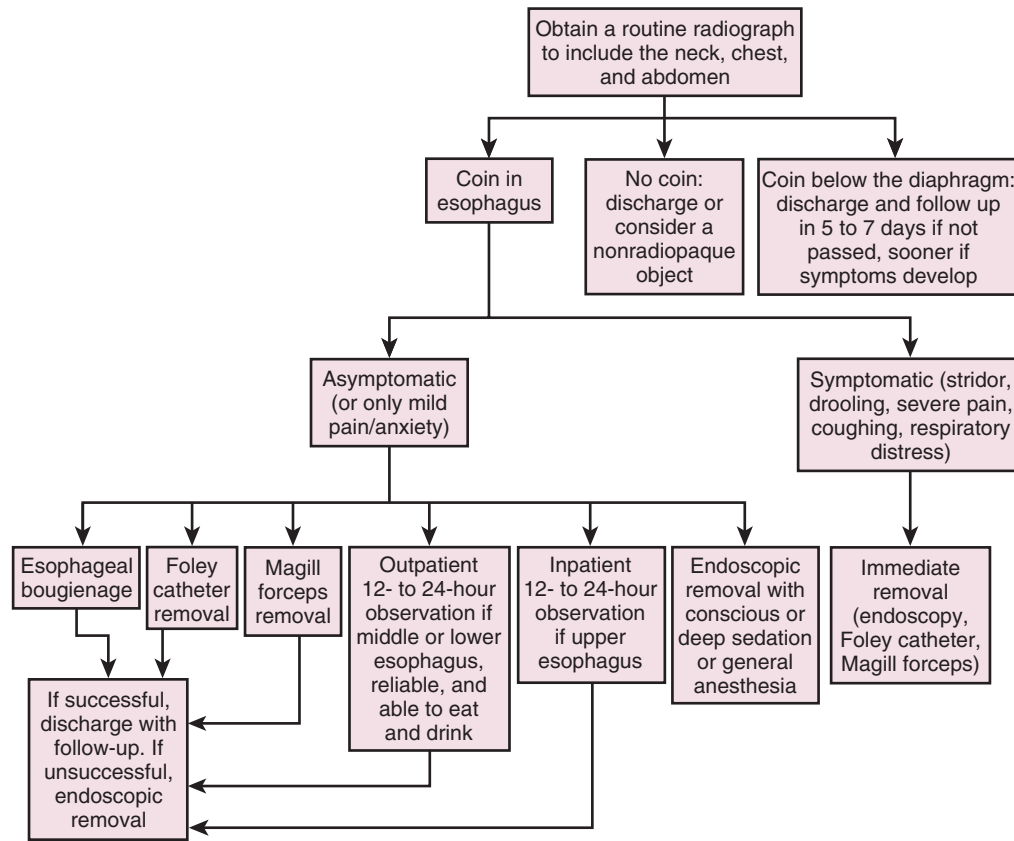 Obtain a routine radiograph
to include the neck, chest,
and abdomen
Coin in
esophagus
No coin:
discharge or
consider a
nonradiopaque
object
Coin below the diaphragm:
discharge and follow up
in 5 to 7 days if not
passed, sooner if
symptoms develop
Asymptomatic
(or only mild
pain/anxiety)
Symptomatic (stridor,
drooling, severe pain,
coughing, respiratory
distress)
Esophageal
bougienage
Foley
catheter
removal
Magill
forceps
removal
Outpatient
12- to 24-hour
observation if
middle or lower
esophagus,
reliable, and
able to eat
and drink
Inpatient
12- to 24-hour
observation
if upper
esophagus
Endoscopic
removal with
conscious or
deep sedation
or general
anesthesia
Immediate
removal
(endoscopy,
Foley catheter,
Magill forceps)
If successful,
discharge with
follow-up. If
unsuccessful,
endoscopic
removal